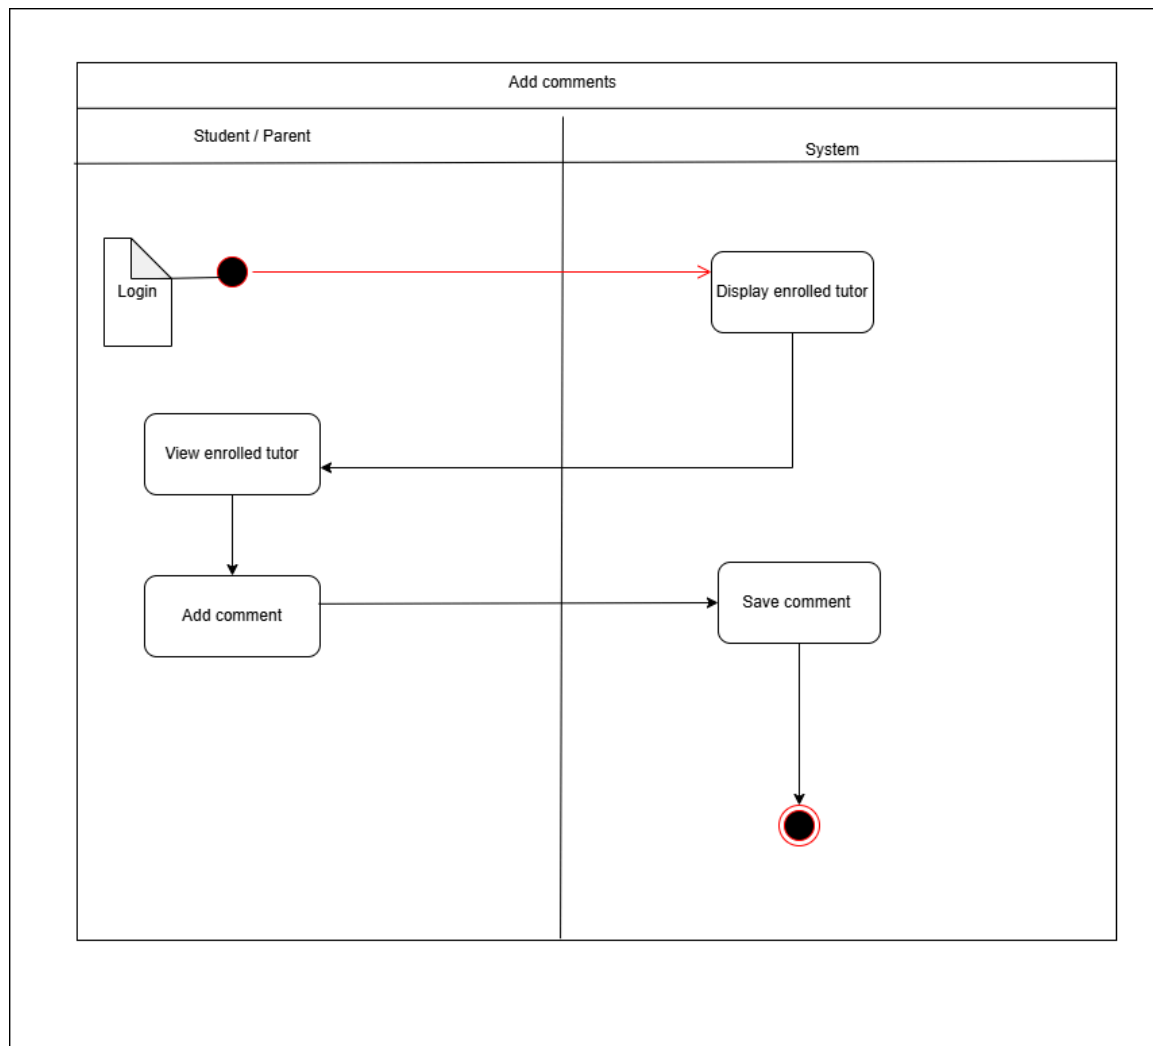 Add comments
Student / Parent
System
Login
Display enrolled tutor
View enrolled tutor
Add comment
Save comment